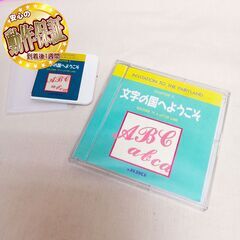 安心の
動作保証
到着後1週間
文字の国へようこそ
ABC
abca
INVITATION TO THE FAIRYLAND
文字の国へようこそ
ABC
abca